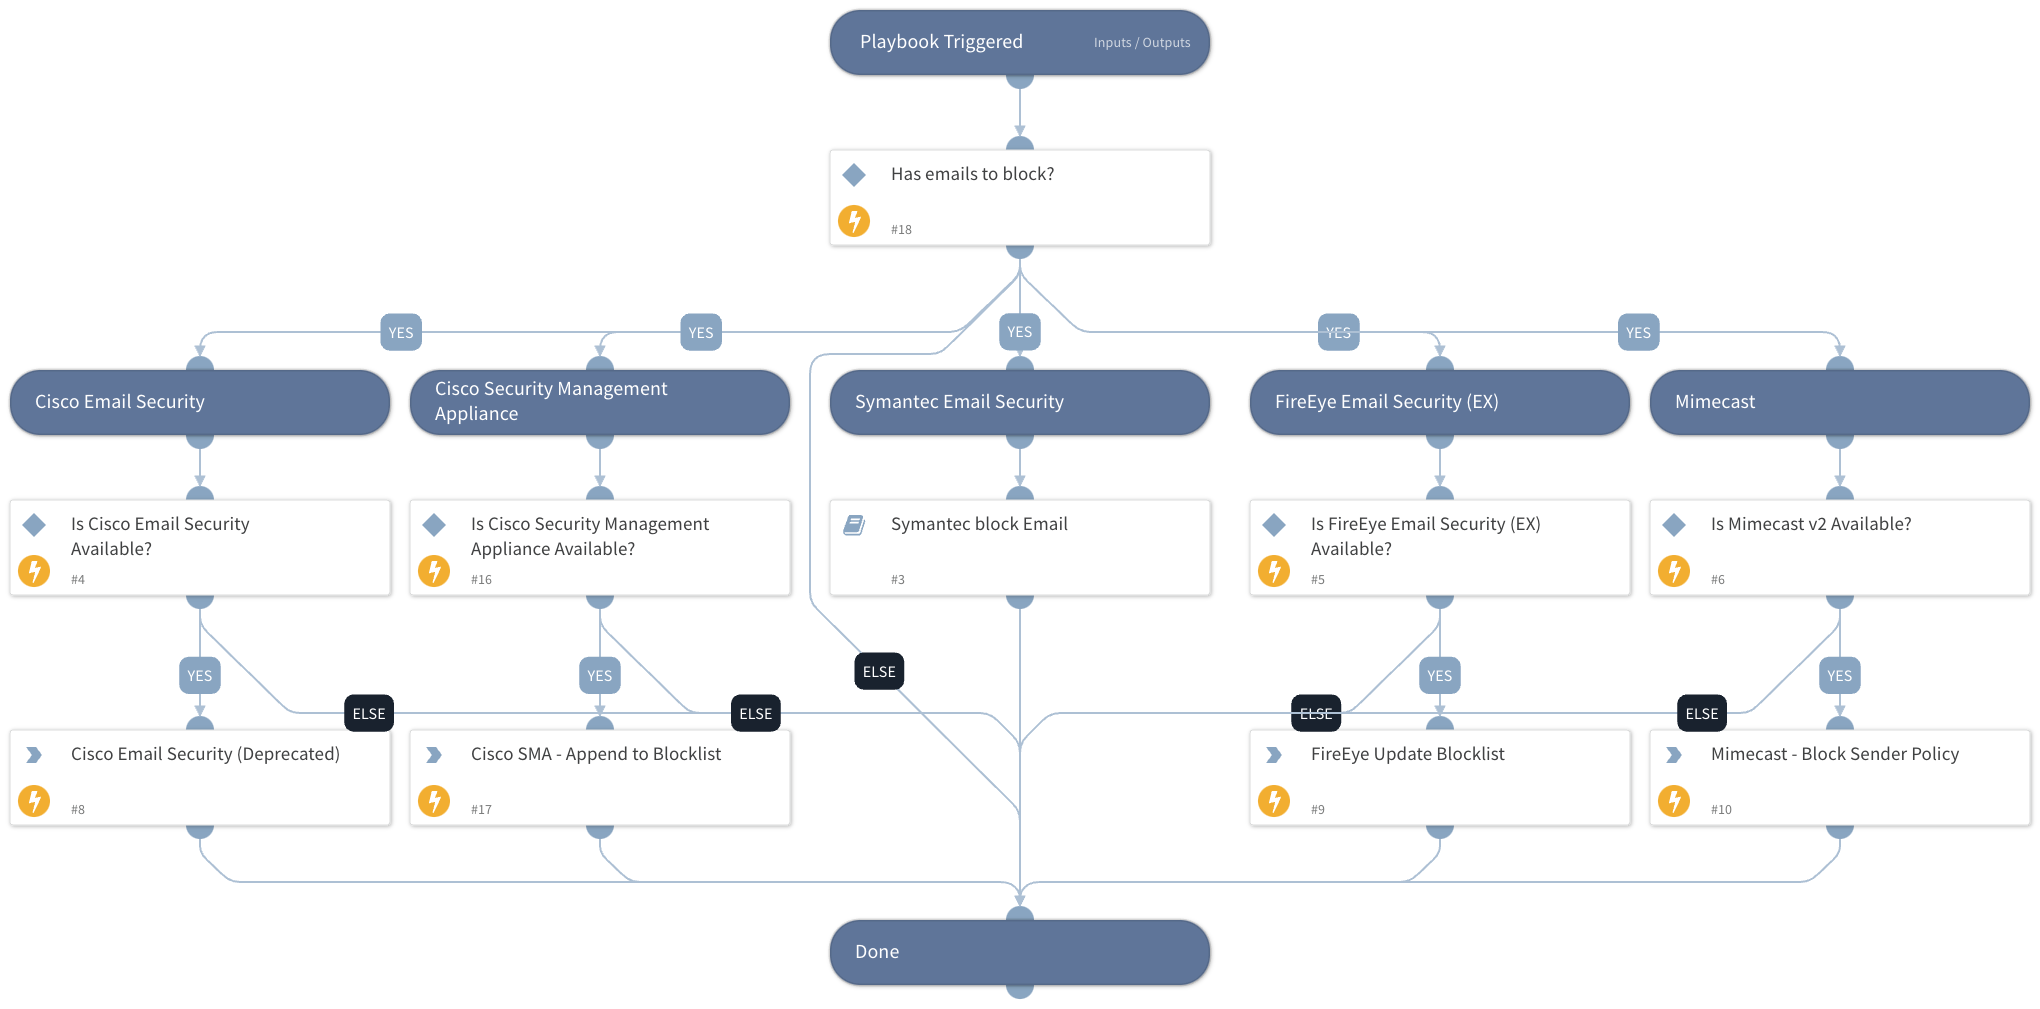 Playbook Triggered
Inputs / Outputs
Has emails to block?
#18
YES
YES
YES
YES
YES
Cisco Email Security
Cisco Security Management
Appliance
Symantec Email Security
FireEye Email Security (EX)
Mimecast
Is Cisco Email Security
Available?
#4
Is Cisco Security Management
Appliance Available?
#16
Symantec block Email
#3
Is FireEye Email Security (EX)
Available?
#5
Is Mimecast v2 Available?
#6
ELSE
YES
YES
YES
YES
ELSE
ELSE
ELSE
ELSE
Cisco Email Security (Deprecated)
#8
Cisco SMA - Append to Blocklist
#17
FireEye Update Blocklist
#9
Mimecast - Block Sender Policy
#10
Done